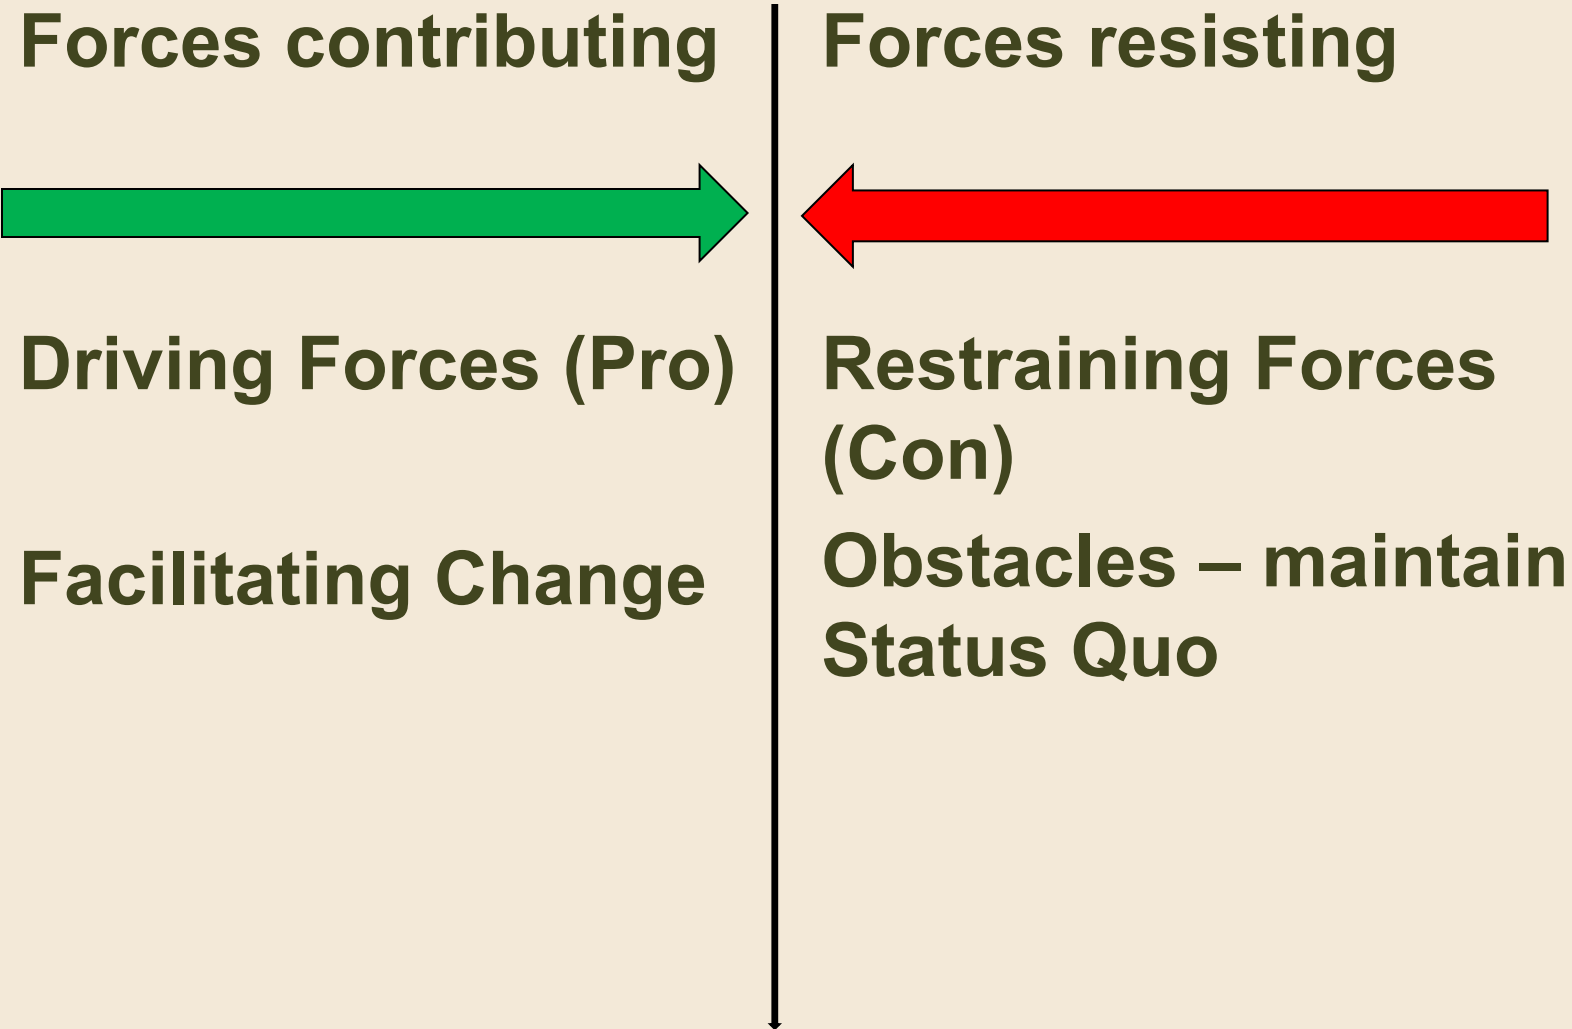 Forces contributing
Driving Forces (Pro)
Facilitating Change
Forces resisting
Restraining Forces
(Con)
Obstacles – maintain
Status Quo